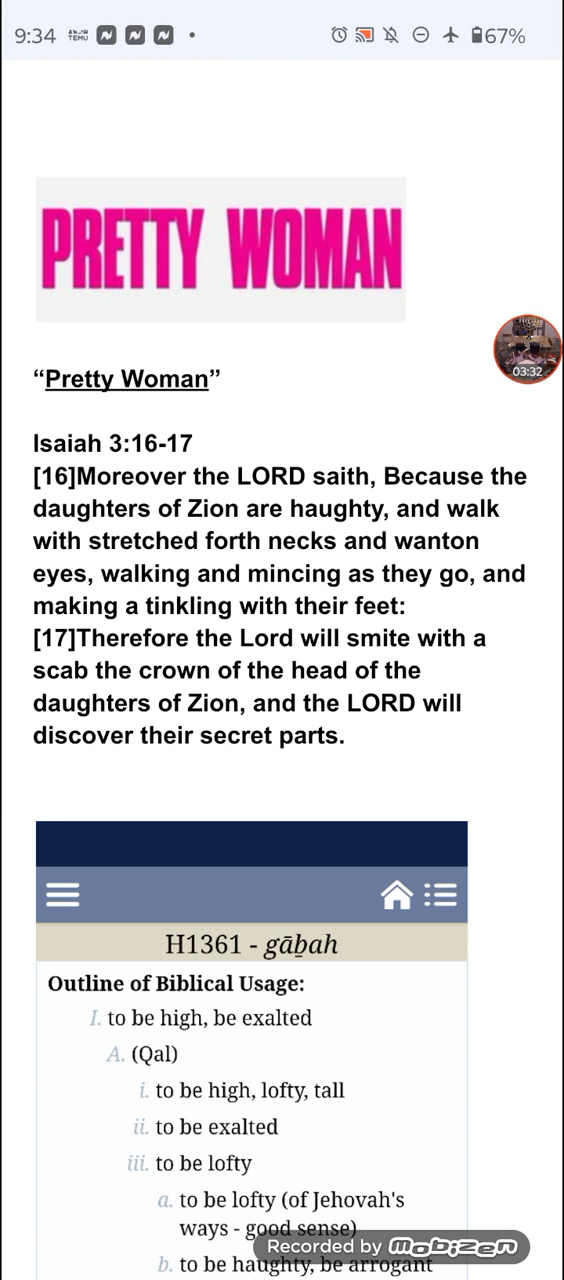 9:34 TEMU 67%
PRETTY WOMAN
03:32
“Pretty Woman”
Isaiah 3:16-17
[16]Moreover the LORD saith, Because the
daughters of Zion are haughty, and walk
with stretched forth necks and wanton
eyes, walking and mincing as they go, and
making a tinkling with their feet:
[17]Therefore the Lord will smite with a
scab the crown of the head of the
daughters of Zion, and the LORD will
discover their secret parts.
H1361 - gāḇah
Outline of Biblical Usage:
I. to be high, be exalted
A. (Qal)
i. to be high, lofty, tall
ii. to be exalted
iii. to be lofty
a. to be lofty (of Jehovah's
ways - good sense)
Recorded by Mobizen
b. to be haughty, be arrogant